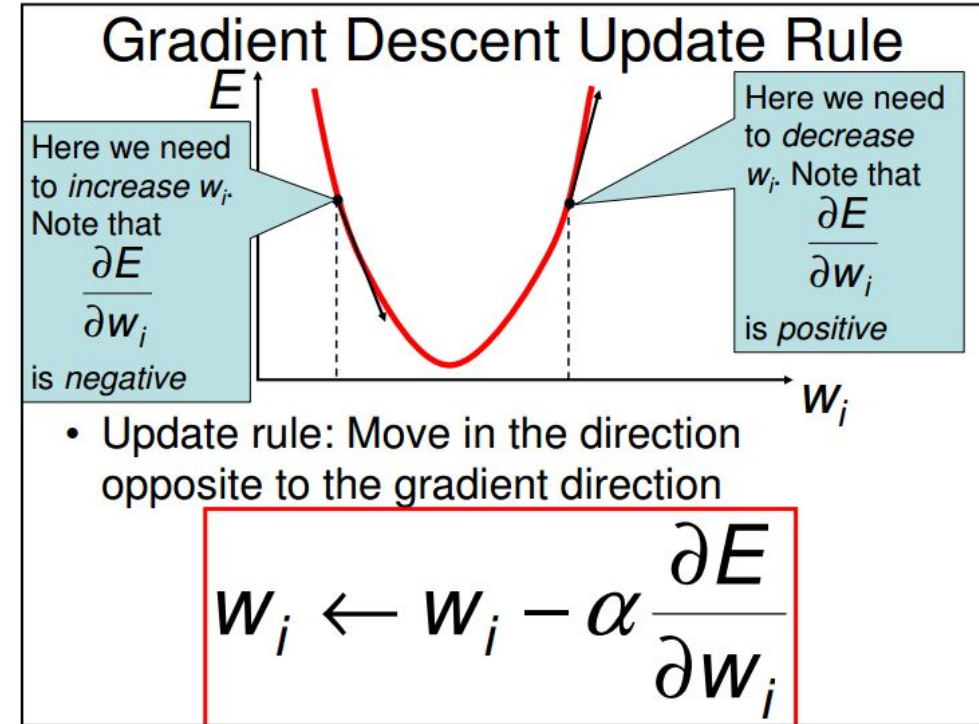 Gradient Descent Update Rule
E
Here we need
to increase wᵢ.
Note that
∂E
∂wᵢ
is negative
Here we need
to decrease
wᵢ. Note that
∂E
∂wᵢ
is positive
wᵢ
• Update rule: Move in the direction
opposite to the gradient direction
wᵢ ← wᵢ − α ∂E/∂wᵢ